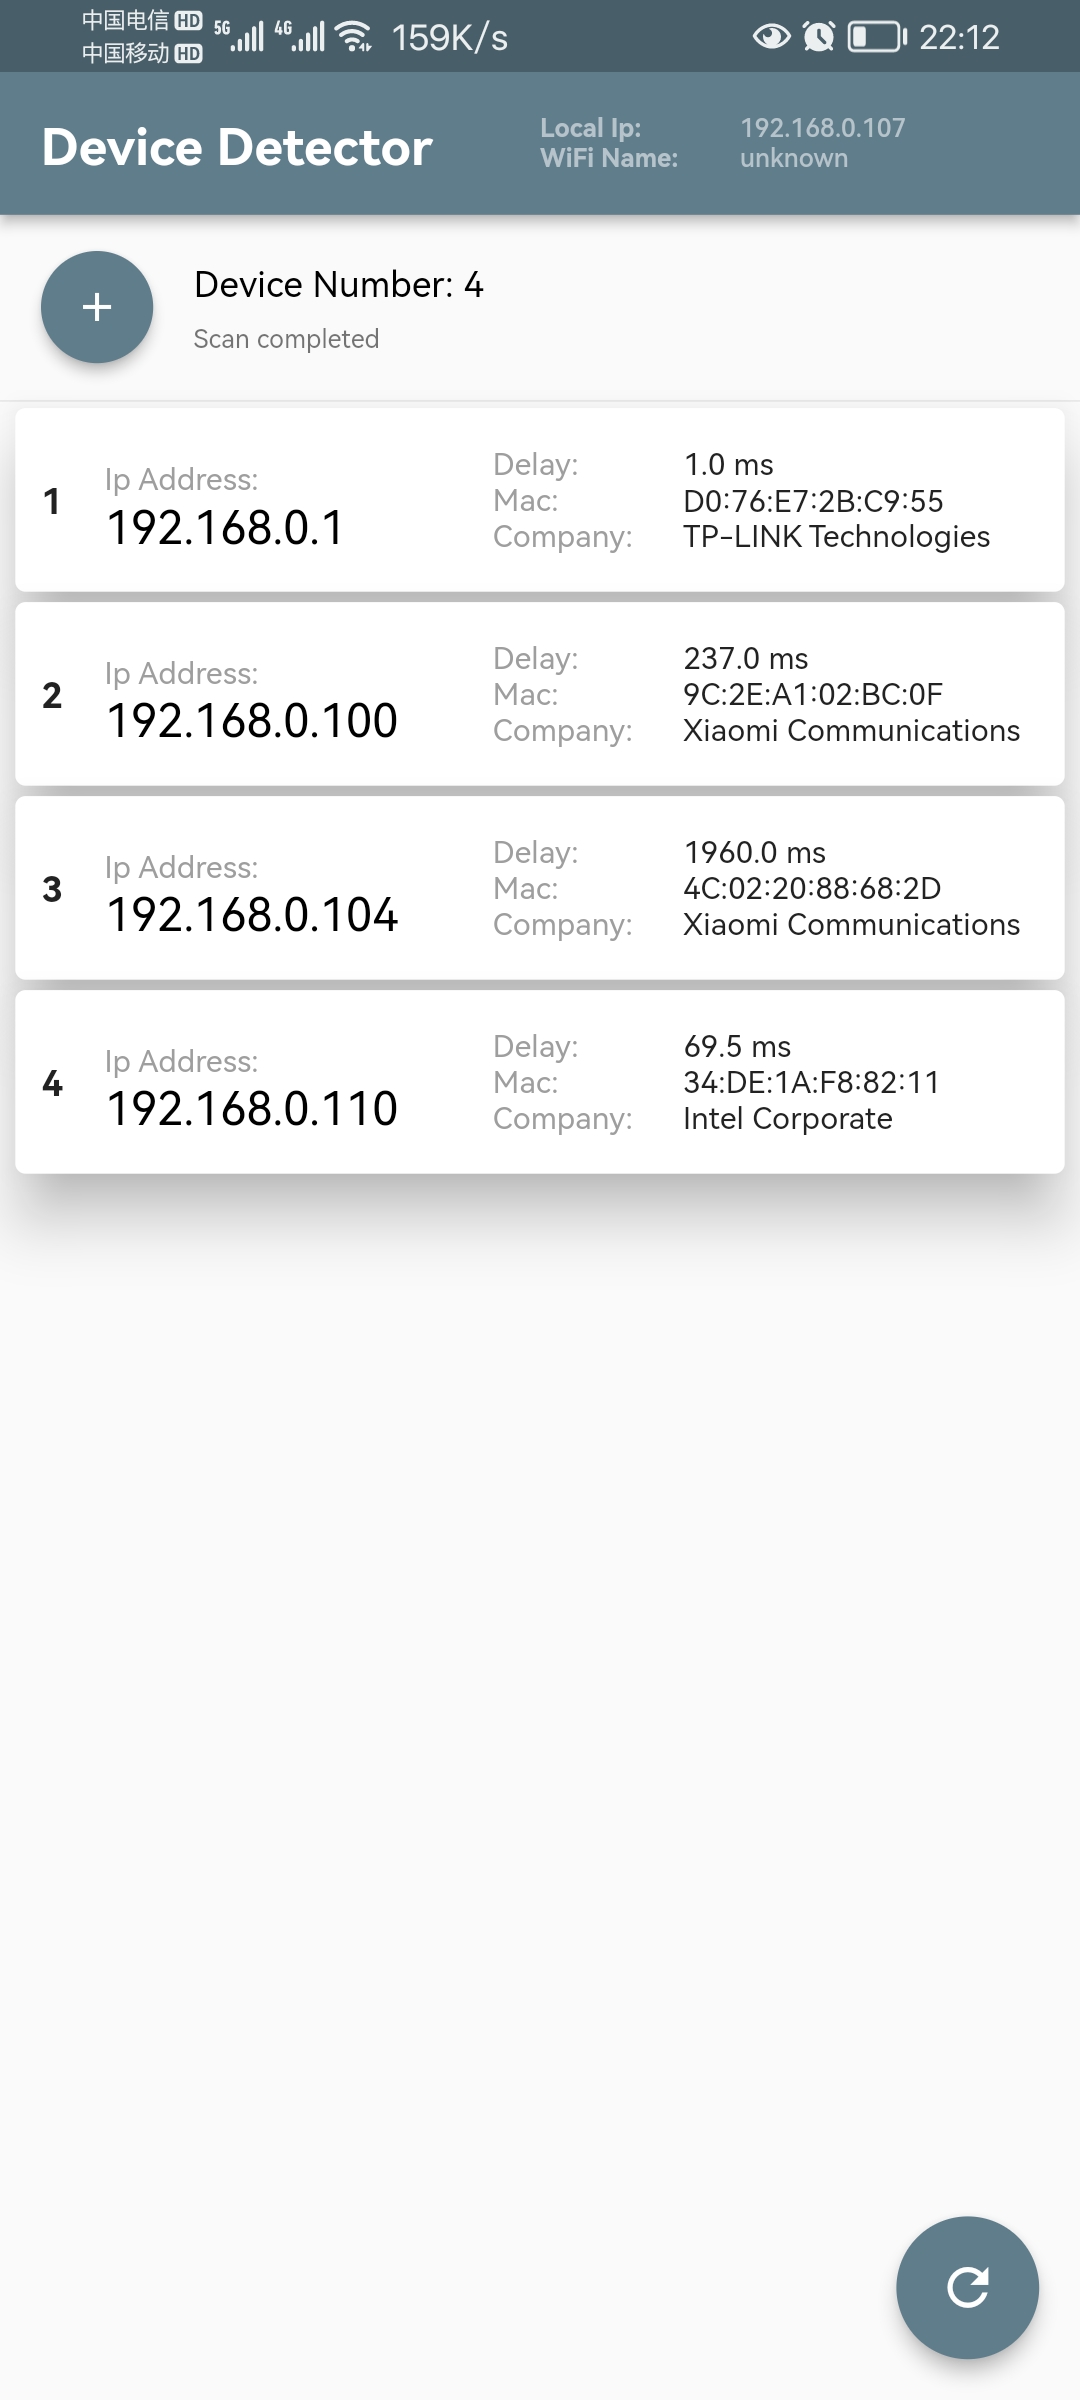 中国电信 HD 5G 4G 159K/s 22:12
中国移动 HD
Device Detector
Local Ip: 192.168.0.107
WiFi Name: unknown
Device Number: 4
Scan completed
1
Ip Address:
192.168.0.1
Delay: 1.0 ms
Mac: D0:76:E7:2B:C9:55
Company: TP-LINK Technologies
2
Ip Address:
192.168.0.100
Delay: 237.0 ms
Mac: 9C:2E:A1:02:BC:0F
Company: Xiaomi Communications
3
Ip Address:
192.168.0.104
Delay: 1960.0 ms
Mac: 4C:02:20:88:68:2D
Company: Xiaomi Communications
4
Ip Address:
192.168.0.110
Delay: 69.5 ms
Mac: 34:DE:1A:F8:82:11
Company: Intel Corporate